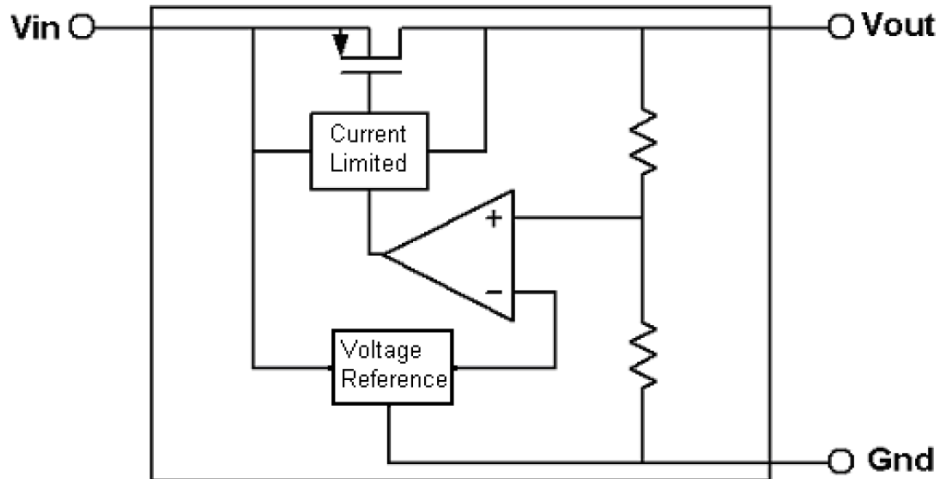 Vin
Vout
Current
Limited
+
−
Voltage
Reference
Gnd